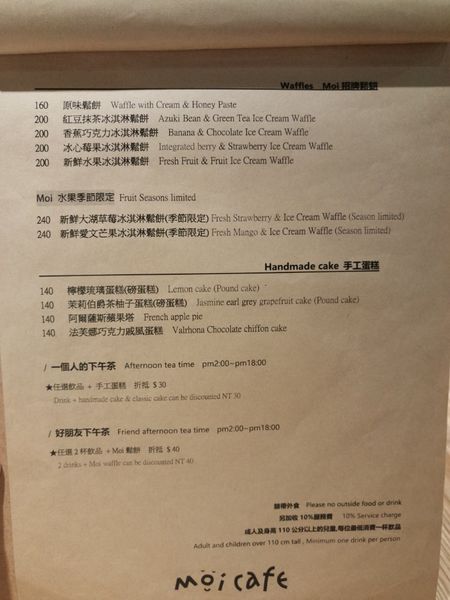 Waffles Moi 招牌鬆餅
160 原味鬆餅 Waffle with Cream & Honey Paste
200 紅豆抹茶冰淇淋鬆餅 Azuki Bean & Green Tea Ice Cream Waffle
200 香蕉巧克力冰淇淋鬆餅 Banana & Chocolate Ice Cream Waffle
200 冰心莓果冰淇淋鬆餅 Integrated berry & Strawberry Ice Cream Waffle
200 新鮮水果冰淇淋鬆餅 Fresh Fruit & Fruit Ice Cream Waffle
Moi 水果季節限定 Fruit Seasons limited
240 新鮮大湖草莓冰淇淋鬆餅(季節限定) Fresh Strawberry & Ice Cream Waffle (Season limited)
240 新鮮愛文芒果冰淇淋鬆餅(季節限定) Fresh Mango & Ice Cream Waffle (Season limited)
Handmade cake 手工蛋糕
140 檸檬琉璃蛋糕(磅蛋糕) Lemon cake (Pound cake)
140 茉莉伯爵茶柚子蛋糕(磅蛋糕) Jasmine earl grey grapefruit cake (Pound cake)
140 阿爾薩斯蘋果塔 French apple pie
140 法芙娜巧克力戚風蛋糕 Valrhona Chocolate chiffon cake
/ 一個人的下午茶 Afternoon tea time pm2:00~pm18:00
★任選飲品 + 手工蛋糕 折抵 $ 30
Drink + handmade cake & classic cake can be discounted NT 30
/ 好朋友下午茶 Friend afternoon tea time pm2:00~pm18:00
★任選 2 杯飲品 + Moi 鬆餅 折抵 $ 40
2 drinks + Moi waffle can be discounted NT 40
禁帶外食 Please no outside food or drink
另加收 10%服務費 10% Service charge
成人及身高 110 公分以上的兒童,每位最低消費一杯飲品
Adult and children over 110 cm tall , Minimum one drink per person
moi cafe